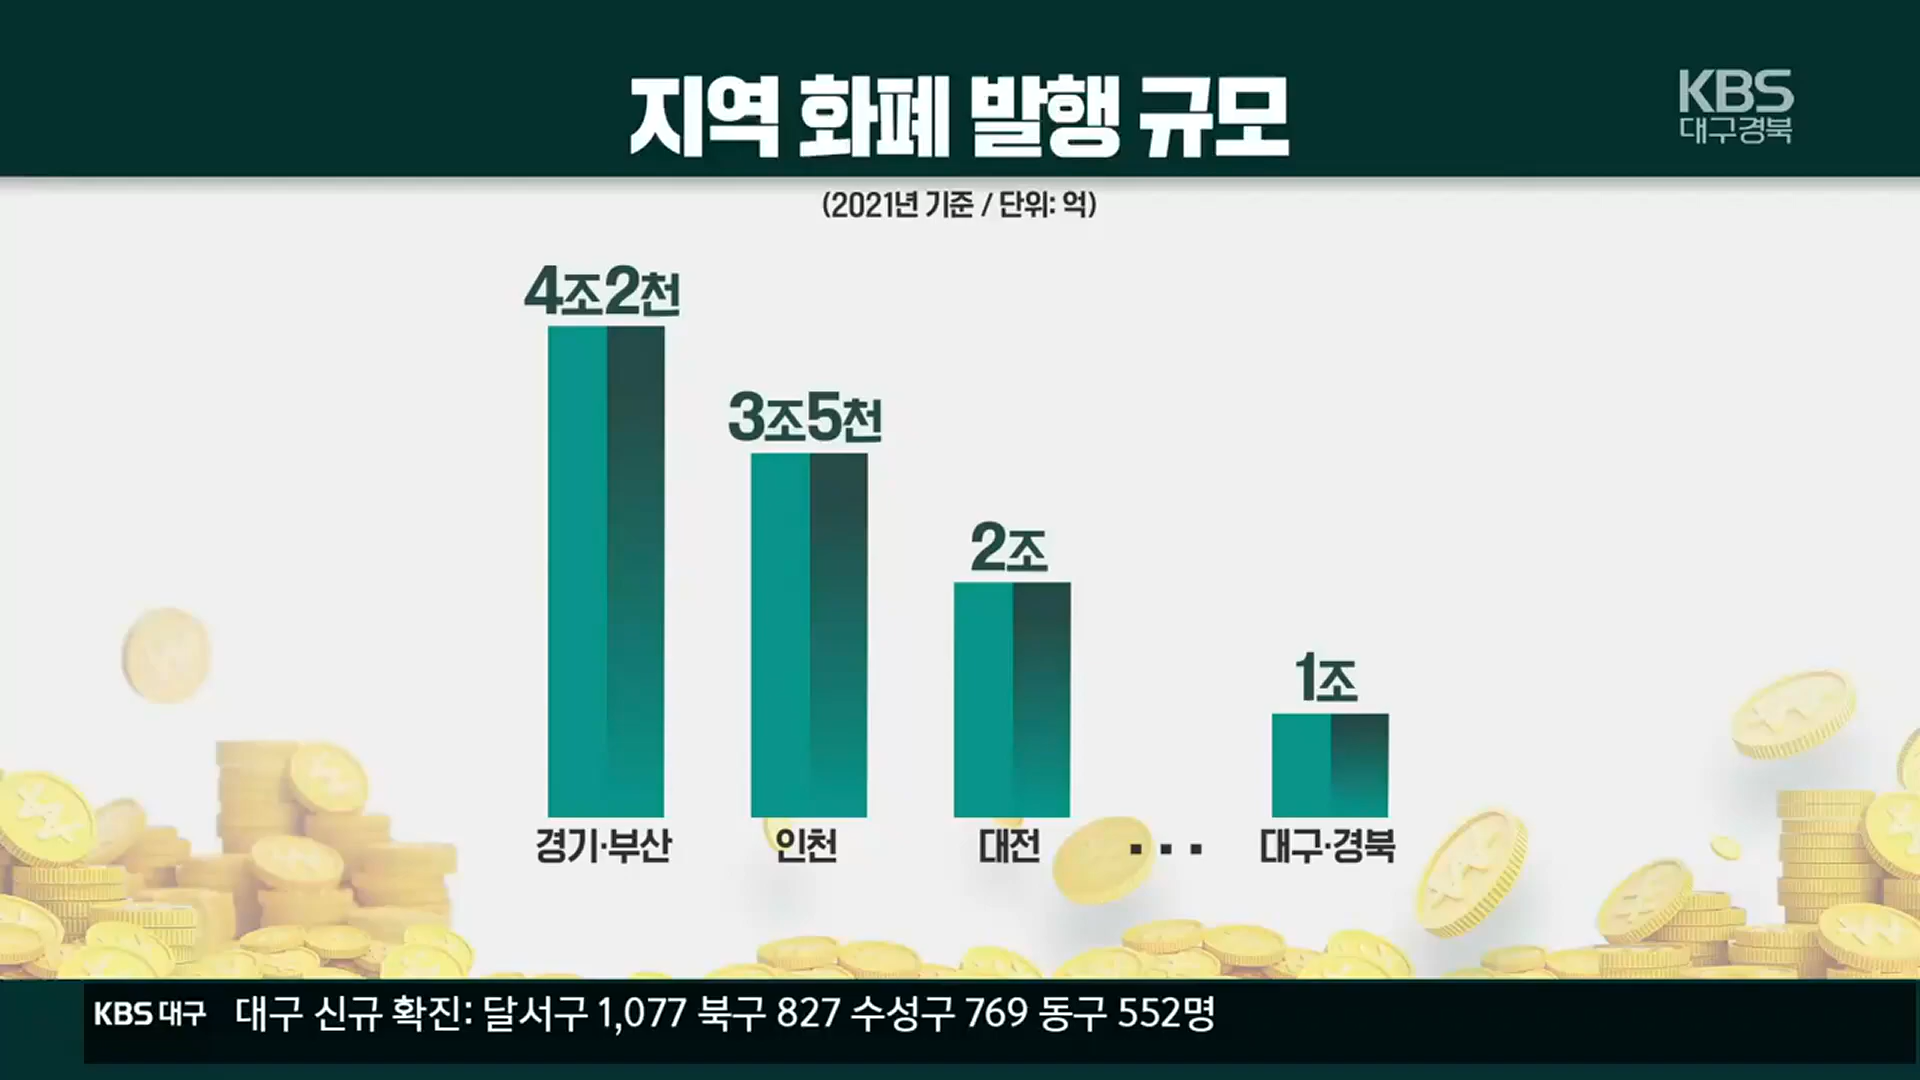 지역 화폐 발행 규모
KBS
대구경북
(2021년 기준 / 단위: 억)
4조2천
3조5천
2조
1조
경기·부산 인천 대전 ··· 대구·경북
KBS 대구 대구 신규 확진: 달서구 1,077 북구 827 수성구 769 동구 552명